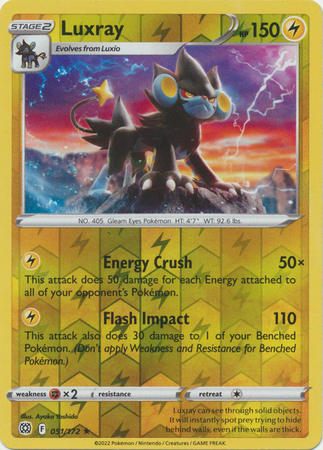 STAGE 2
Luxray
HP 150
Evolves from Luxio
NO. 405 Gleam Eyes Pokémon HT: 4'7" WT: 92.6 lbs.
Energy Crush 50×
This attack does 50 damage for each Energy attached to
all of your opponent's Pokémon.
Flash Impact 110
This attack also does 30 damage to 1 of your Benched
Pokémon. (Don't apply Weakness and Resistance for Benched
Pokémon.)
weakness ×2 resistance retreat
Illus. Ayako Yoshida
F 051/172 ★
Luxray can see through solid objects.
It will instantly spot prey trying to hide
behind walls, even if the walls are thick.
©2022 Pokémon / Nintendo / Creatures / GAME FREAK